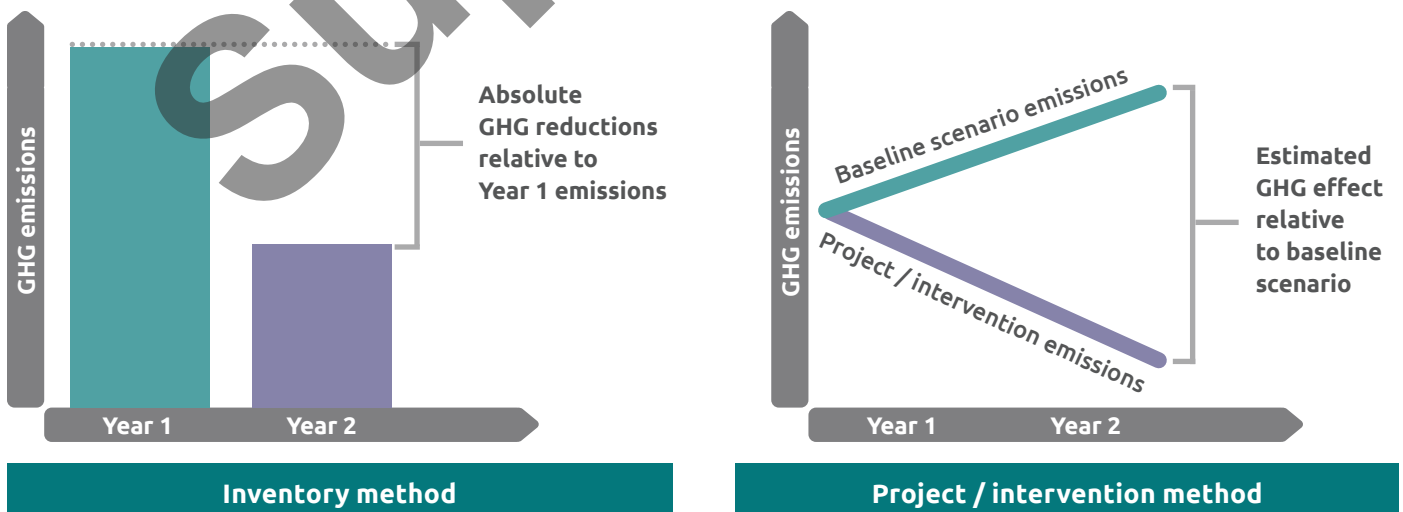 GHG emissions
Absolute
GHG reductions
relative to
Year 1 emissions
Year 1
Year 2
Inventory method
GHG emissions
Baseline scenario emissions
Project / intervention emissions
Estimated
GHG effect
relative
to baseline
scenario
Year 1
Year 2
Project / intervention method